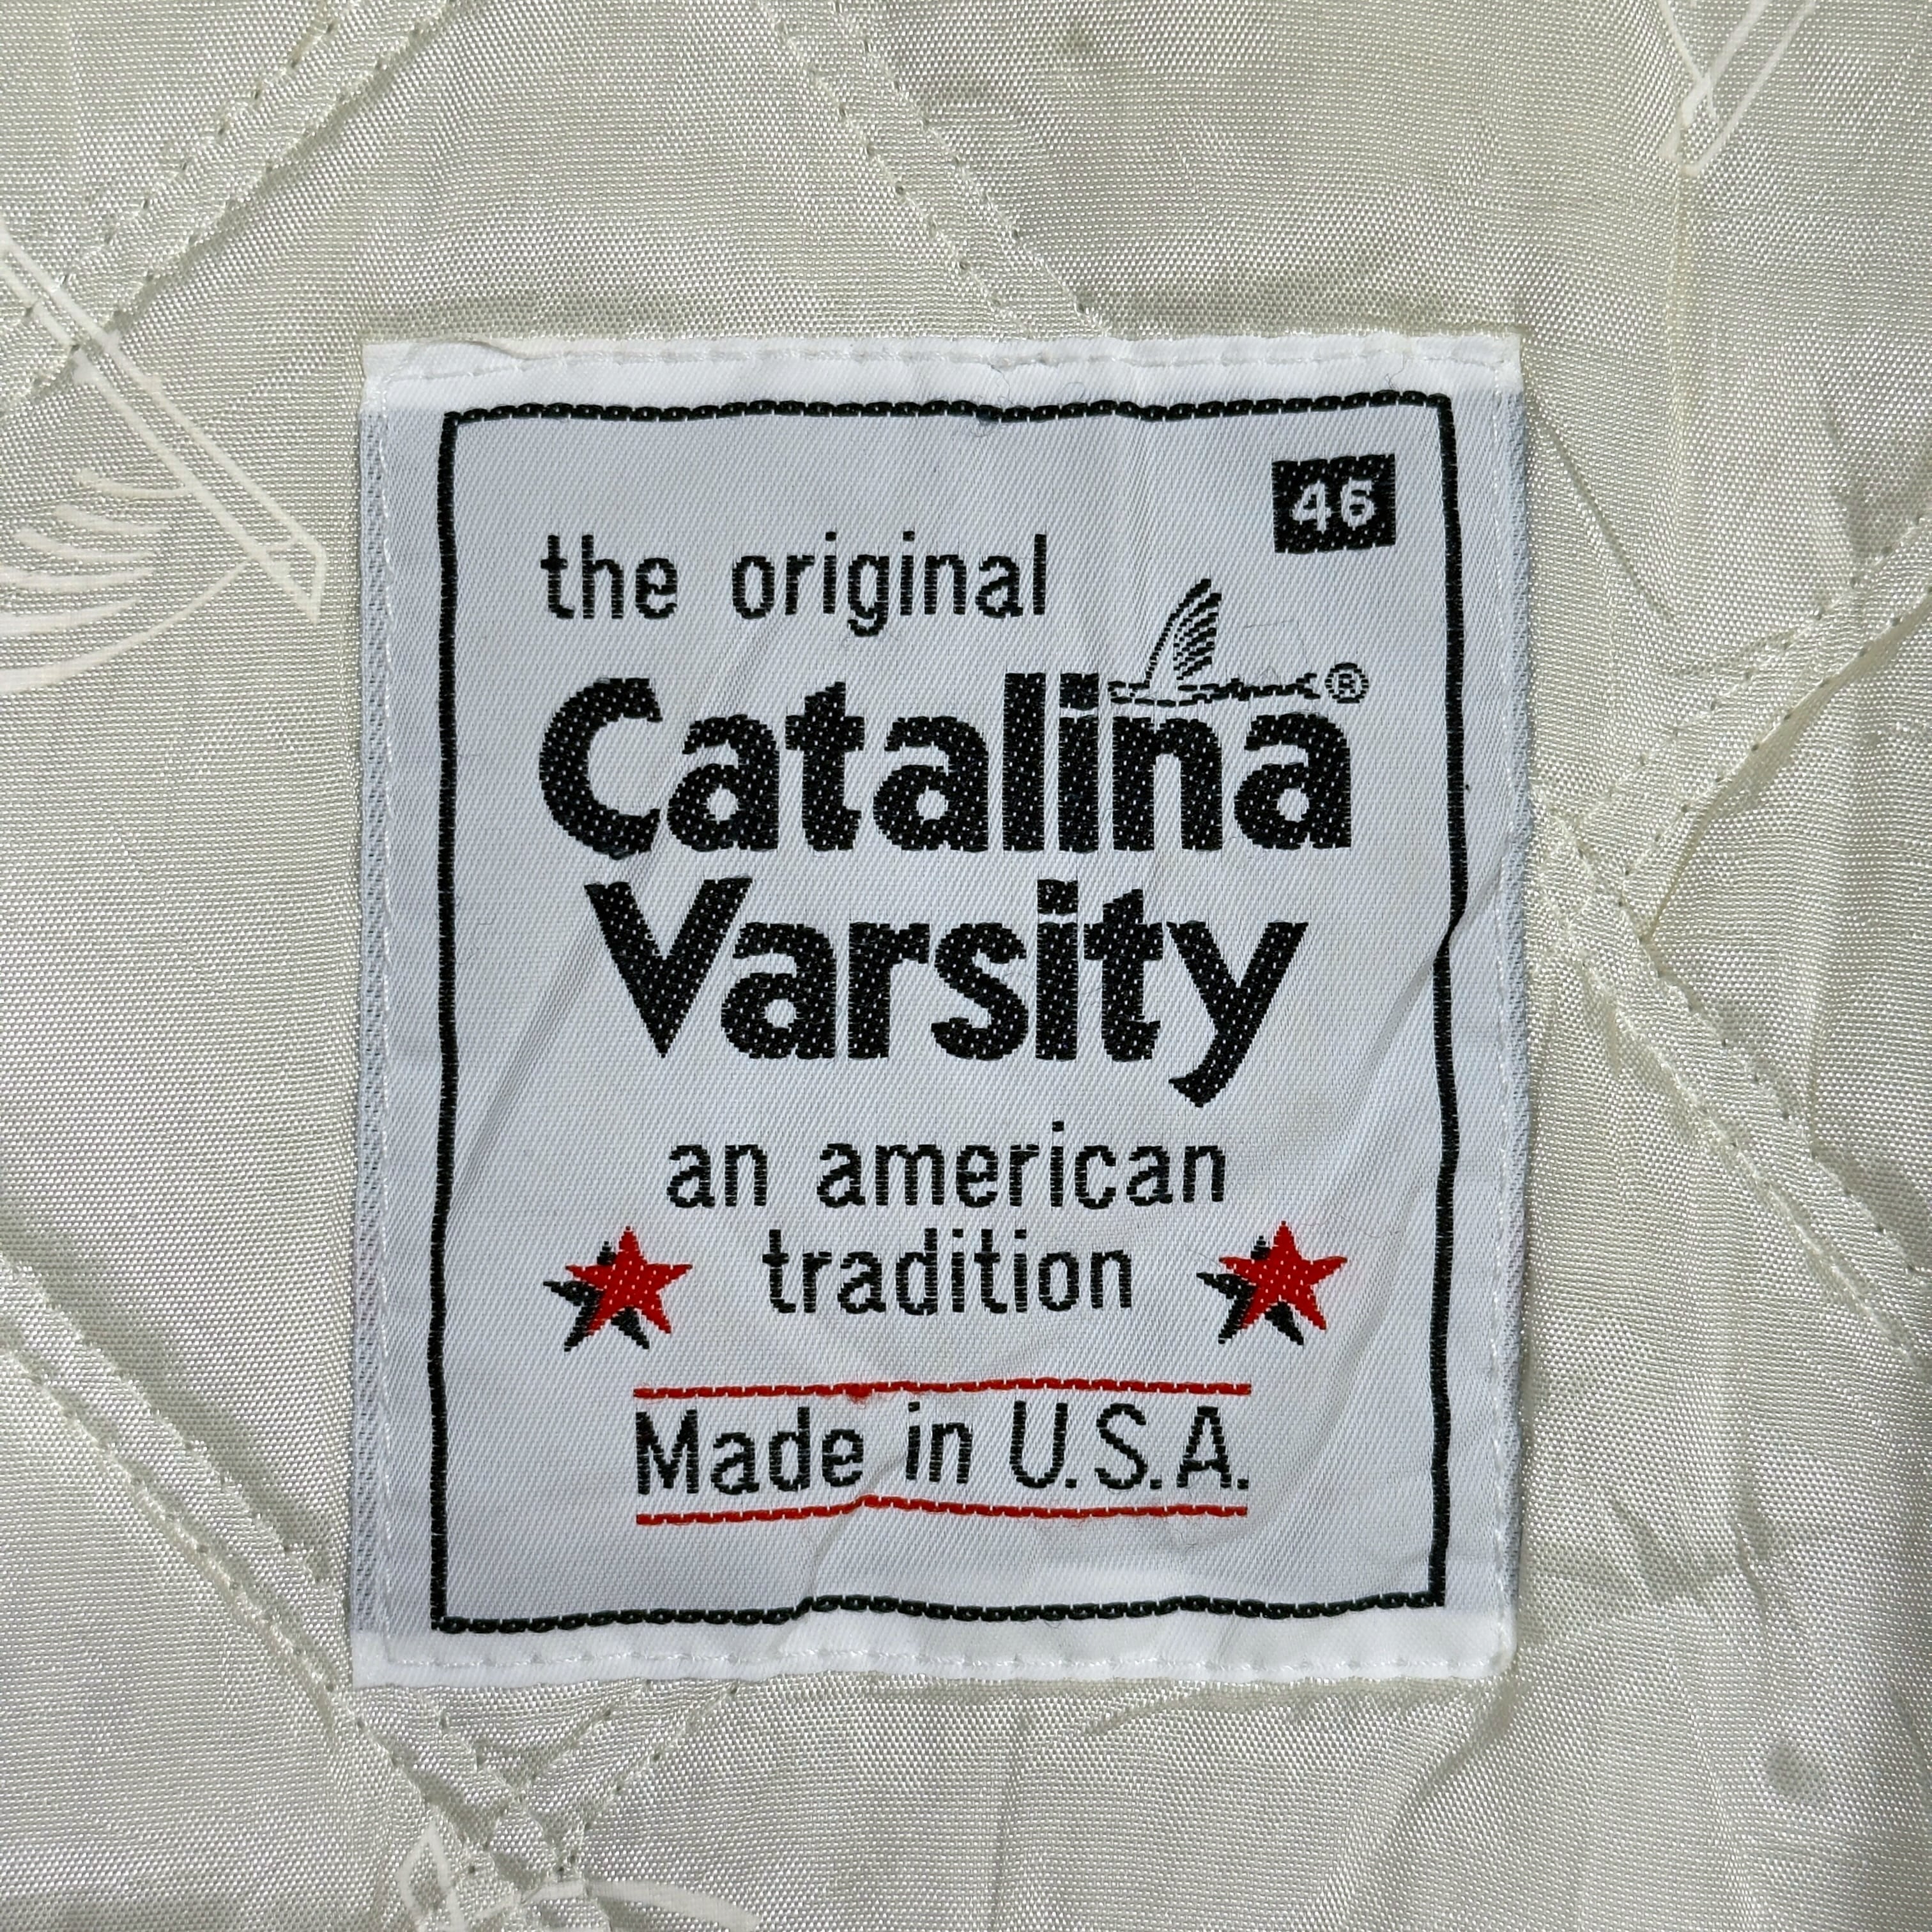 46
the original
Catalina®
Varsity
an american
tradition
Made in U.S.A.